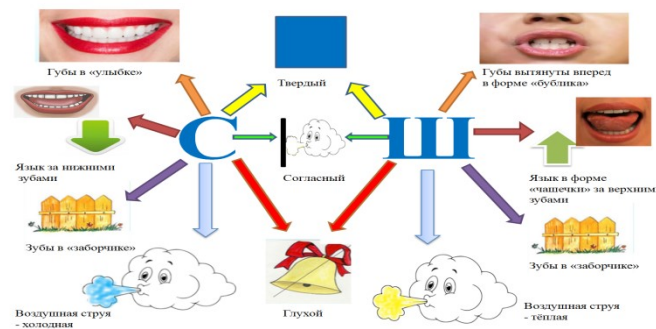 Губы в «улыбке»
Твердый
Губы вытянуты вперед
в форме «бублика»
С
Ш
Согласный
Язык за нижними
зубами
Язык в форме
«чашечки» за верхним
зубами
Зубы в «заборчике»
Зубы в «заборчике»
Воздушная струя
- холодная
Глухой
Воздушная струя
- тёплая